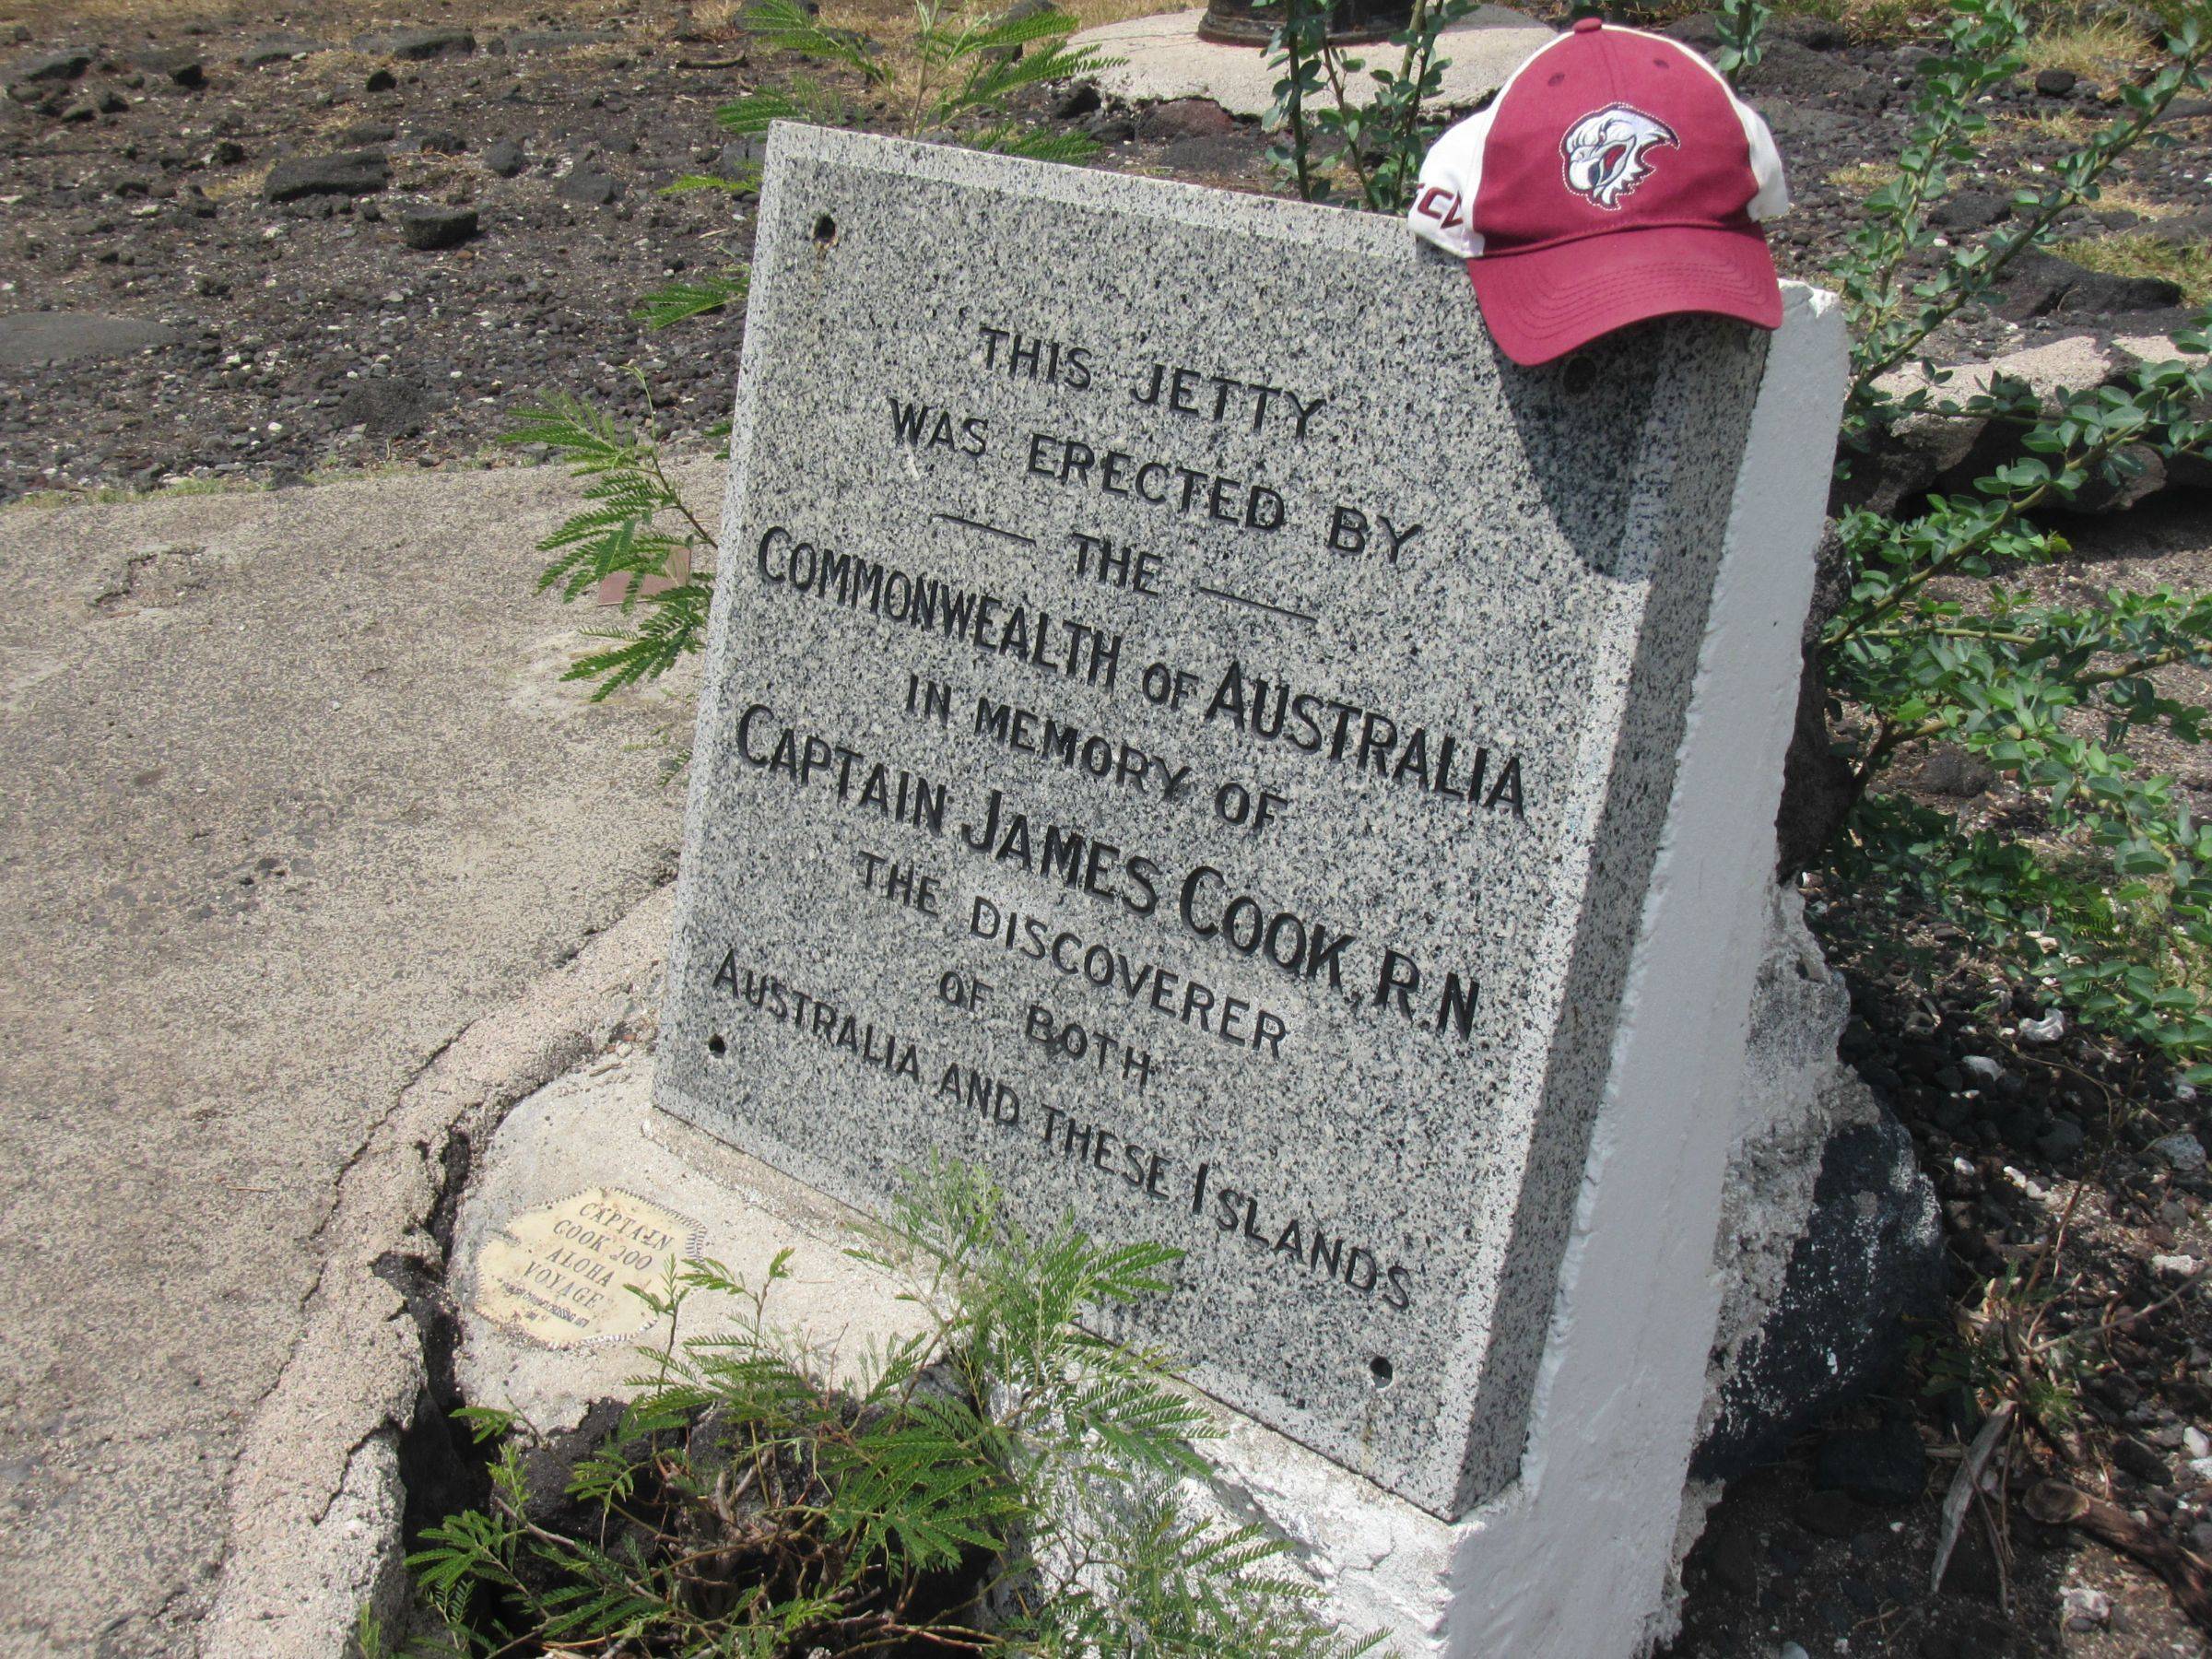 THIS JETTY
WAS ERECTED BY
THE
COMMONWEALTH OF AUSTRALIA
IN MEMORY OF
CAPTAIN JAMES COOK, R.N
THE DISCOVERER
OF BOTH
AUSTRALIA AND THESE ISLANDS
CAPTAIN
COOK 200
ALOHA
VOYAGE